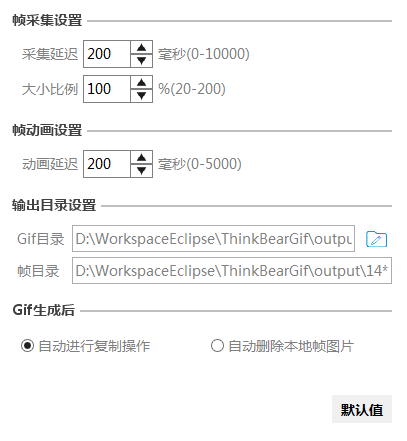 帧采集设置
采集延迟 200 毫秒(0-10000)
大小比例 100 %(20-200)
帧动画设置
动画延迟 200 毫秒(0-5000)
输出目录设置
Gif目录 D:\WorkspaceEclipse\ThinkBearGif\outpu
帧目录 D:\WorkspaceEclipse\ThinkBearGif\output\14*
Gif生成后
自动进行复制操作 自动删除本地帧图片
默认值